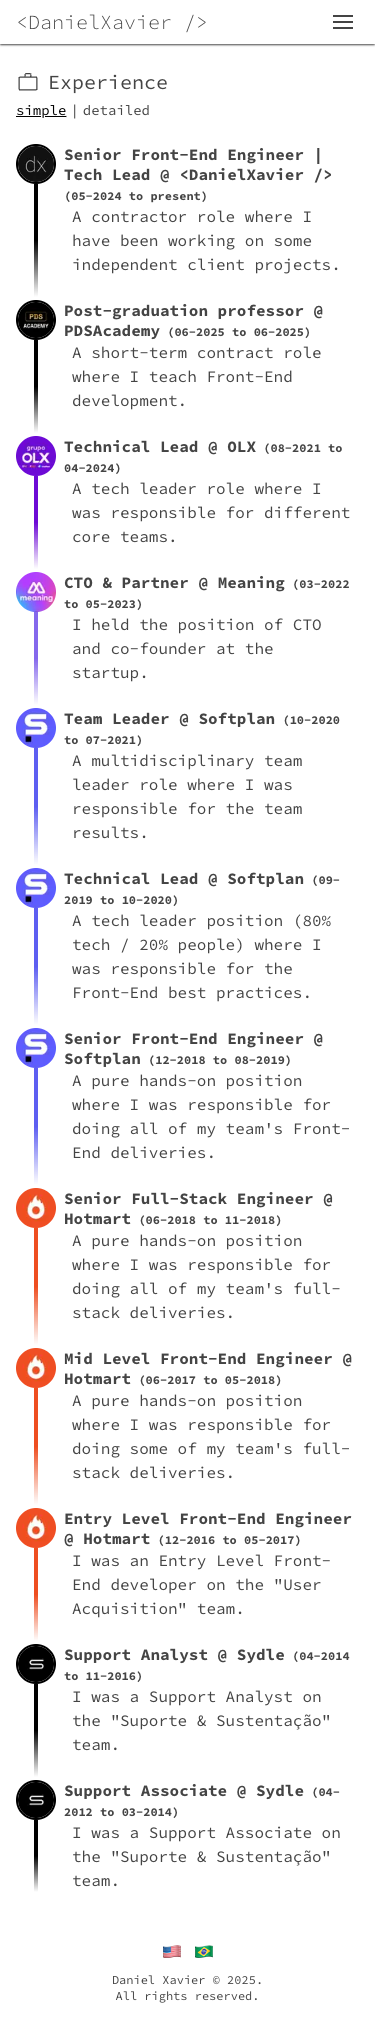 <DanielXavier />
Experience
simple | detailed
dx
Senior Front-End Engineer |
Tech Lead @ <DanielXavier />
(05-2024 to present)
A contractor role where I
have been working on some
independent client projects.
PDS
ACADEMY
Post-graduation professor @
PDSAcademy (06-2025 to 06-2025)
A short-term contract role
where I teach Front-End
development.
grupo
OLX
Technical Lead @ OLX (08-2021 to
04-2024)
A tech leader role where I
was responsible for different
core teams.
meaning
CTO & Partner @ Meaning (03-2022
to 05-2023)
I held the position of CTO
and co-founder at the
startup.
Team Leader @ Softplan (10-2020
to 07-2021)
A multidisciplinary team
leader role where I was
responsible for the team
results.
Technical Lead @ Softplan (09-
2019 to 10-2020)
A tech leader position (80%
tech / 20% people) where I
was responsible for the
Front-End best practices.
Senior Front-End Engineer @
Softplan (12-2018 to 08-2019)
A pure hands-on position
where I was responsible for
doing all of my team's Front-
End deliveries.
Senior Full-Stack Engineer @
Hotmart (06-2018 to 11-2018)
A pure hands-on position
where I was responsible for
doing all of my team's full-
stack deliveries.
Mid Level Front-End Engineer @
Hotmart (06-2017 to 05-2018)
A pure hands-on position
where I was responsible for
doing some of my team's full-
stack deliveries.
Entry Level Front-End Engineer
@ Hotmart (12-2016 to 05-2017)
I was an Entry Level Front-
End developer on the "User
Acquisition" team.
Support Analyst @ Sydle (04-2014
to 11-2016)
I was a Support Analyst on
the "Suporte & Sustentação"
team.
Support Associate @ Sydle (04-
2012 to 03-2014)
I was a Support Associate on
the "Suporte & Sustentação"
team.
Daniel Xavier © 2025.
All rights reserved.